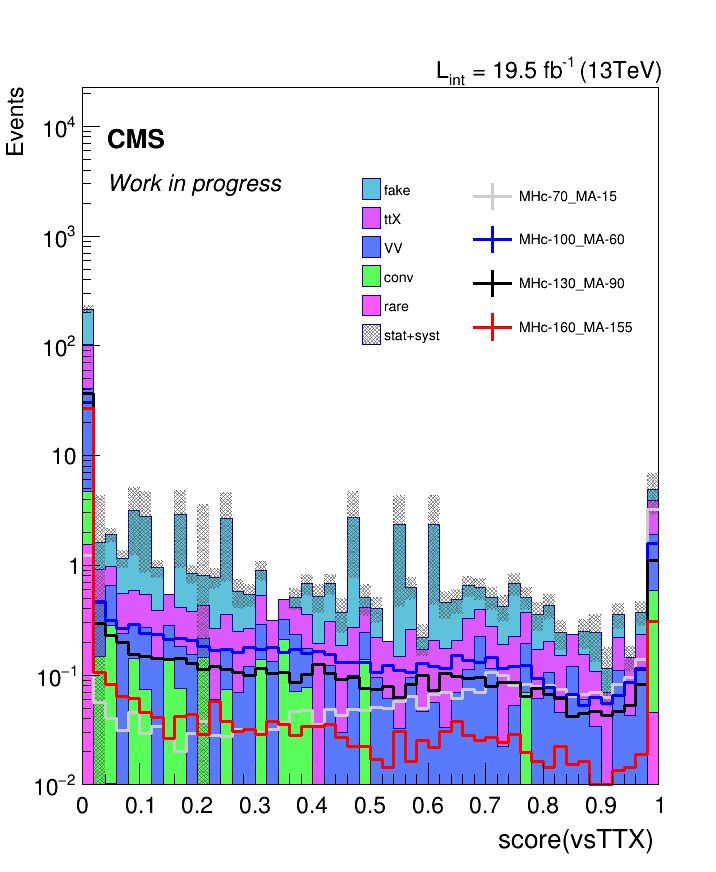 L_int = 19.5 fb^-1 (13TeV)
Events
CMS
Work in progress
fake
ttX
VV
conv
rare
stat+syst
MHc-70_MA-15
MHc-100_MA-60
MHc-130_MA-90
MHc-160_MA-155
10^4
10^3
10^2
10
1
10^−1
10^−2
0 0.1 0.2 0.3 0.4 0.5 0.6 0.7 0.8 0.9 1
score(vsTTX)